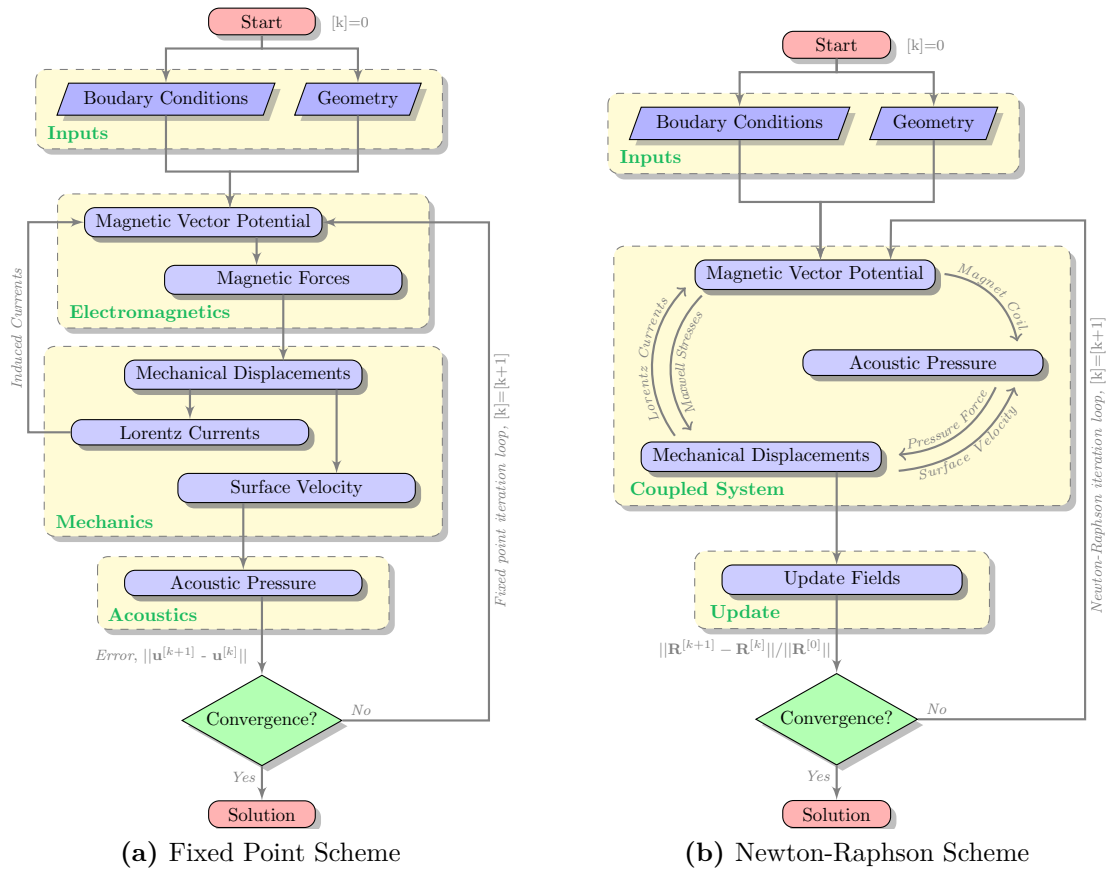 Start
[k]=0
Boudary Conditions
Geometry
Inputs
Magnetic Vector Potential
Magnetic Forces
Electromagnetics
Induced Currents
Mechanical Displacements
Lorentz Currents
Surface Velocity
Mechanics
Acoustic Pressure
Acoustics
Fixed point iteration loop, [k]=[k+1]
Error, ||u^[k+1] - u^[k]||
Convergence?
No
Yes
Solution
(a) Fixed Point Scheme
Start
[k]=0
Boudary Conditions
Geometry
Inputs
Magnetic Vector Potential
Magnet Coil
Lorentz Currents
Maxwell Stresses
Acoustic Pressure
Pressure Force
Surface Velocity
Mechanical Displacements
Coupled System
Newton-Raphson iteration loop, [k]=[k+1]
Update Fields
Update
||R^[k+1] − R^[k]||/||R^[0]||
Convergence?
No
Yes
Solution
(b) Newton-Raphson Scheme